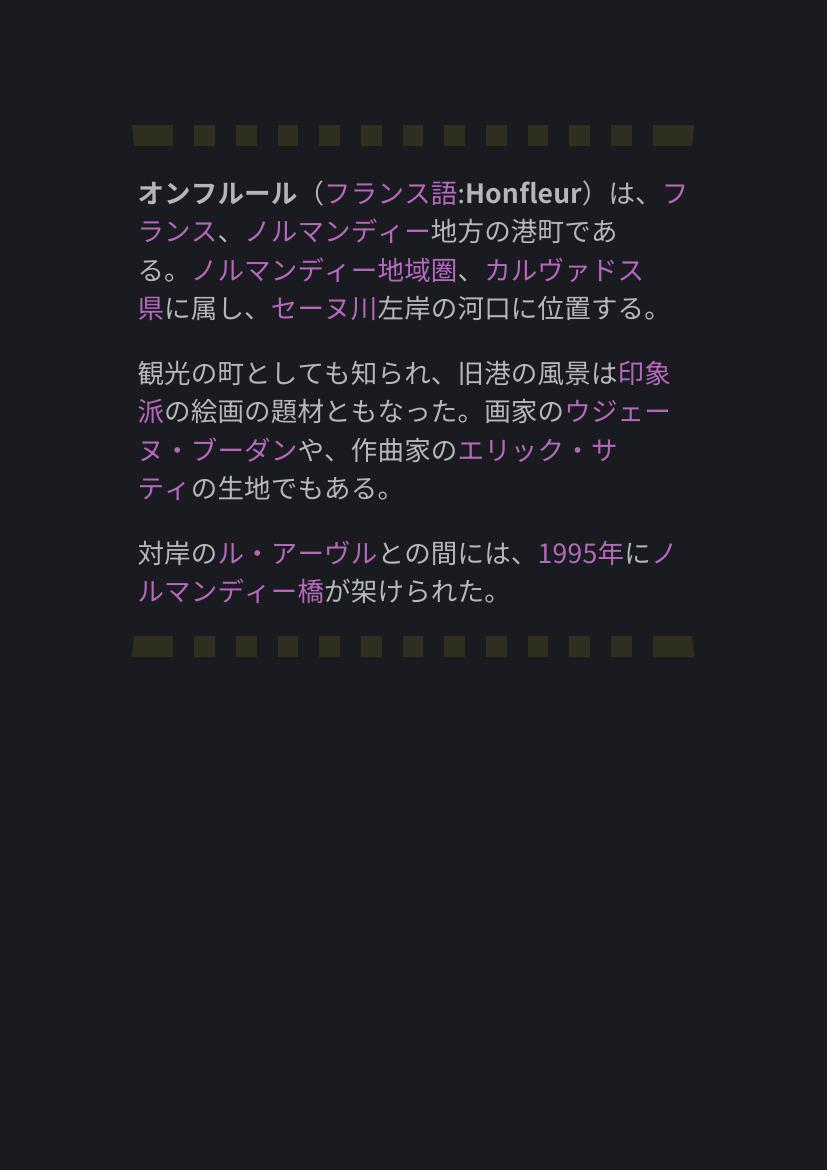 オンフルール（フランス語:Honfleur）は、フ
ランス、ノルマンディー地方の港町であ
る。ノルマンディー地域圏、カルヴァドス
県に属し、セーヌ川左岸の河口に位置する。
観光の町としても知られ、旧港の風景は印象
派の絵画の題材ともなった。画家のウジェー
ヌ・ブーダンや、作曲家のエリック・サ
ティの生地でもある。
対岸のル・アーヴルとの間には、1995年にノ
ルマンディー橋が架けられた。